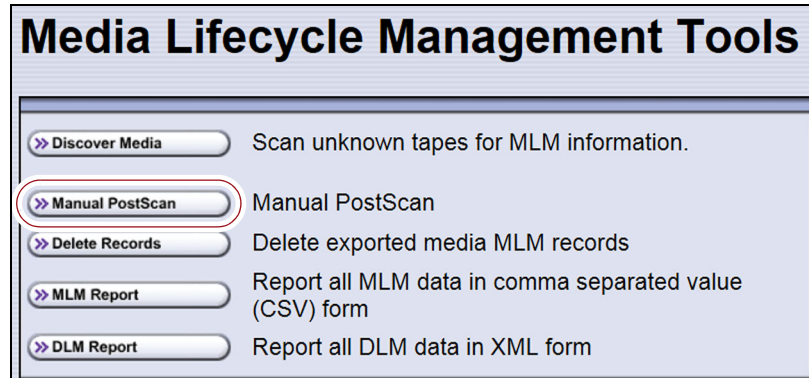 Media Lifecycle Management Tools
Discover Media Scan unknown tapes for MLM information.
Manual PostScan Manual PostScan
Delete Records Delete exported media MLM records
MLM Report Report all MLM data in comma separated value
(CSV) form
DLM Report Report all DLM data in XML form